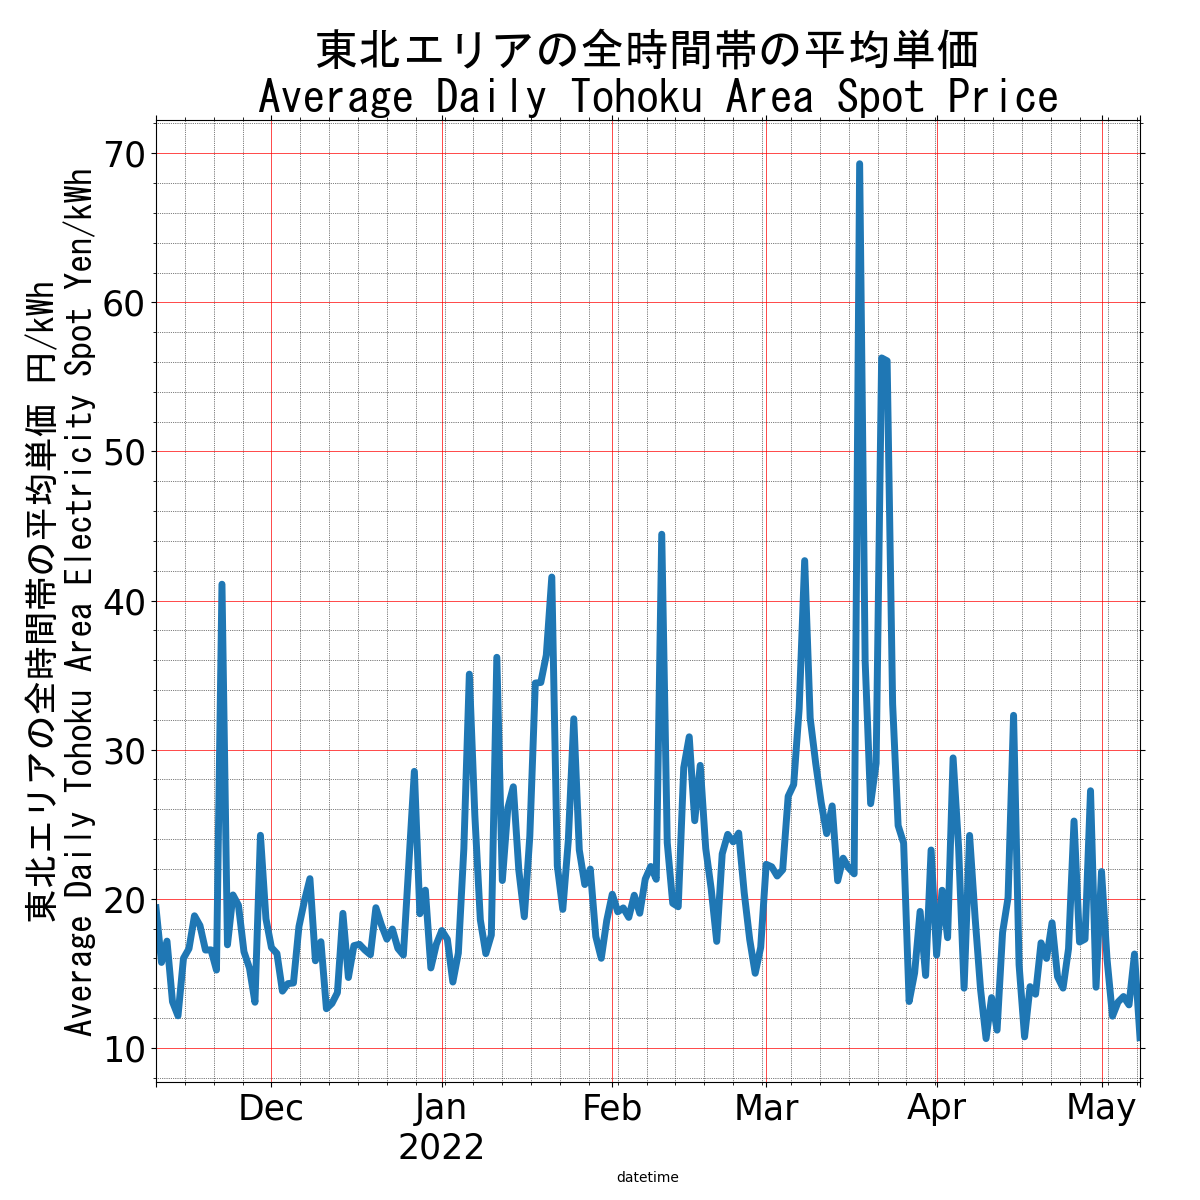 東北エリアの全時間帯の平均単価
Average Daily Tohoku Area Spot Price
東北エリアの全時間帯の平均単価 円/kWh
Average Daily Tohoku Area Electricity Spot Yen/kWh
70
60
50
40
30
20
10
Dec
Jan
2022
Feb
Mar
Apr
May
datetime